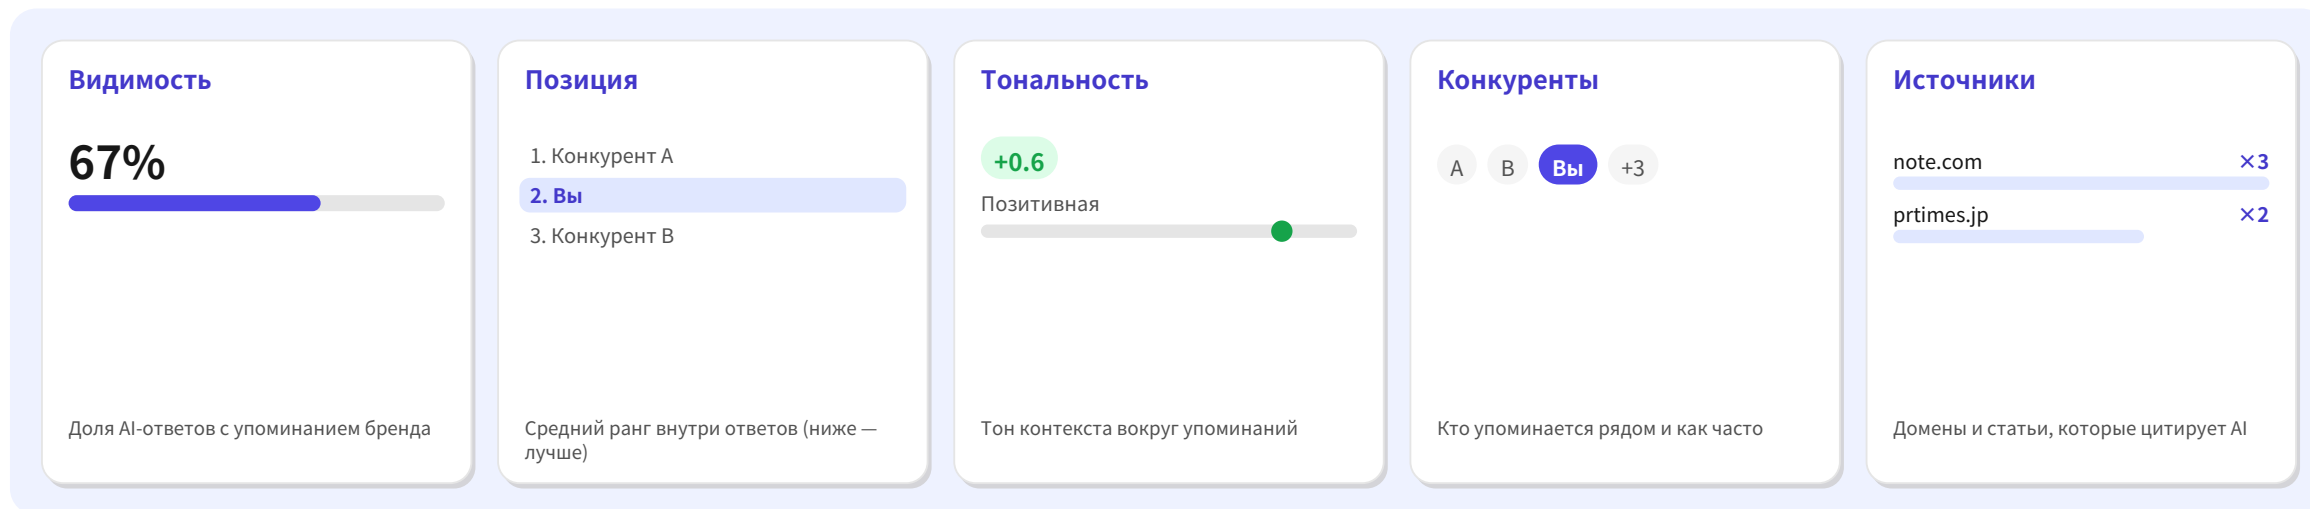 Видимость
67%
Доля AI-ответов с упоминанием бренда
Позиция
1. Конкурент A
2. Вы
3. Конкурент B
Средний ранг внутри ответов (ниже —
лучше)
Тональность
+0.6
Позитивная
Тон контекста вокруг упоминаний
Конкуренты
A B Вы +3
Кто упоминается рядом и как часто
Источники
note.com ×3
prtimes.jp ×2
Домены и статьи, которые цитирует AI